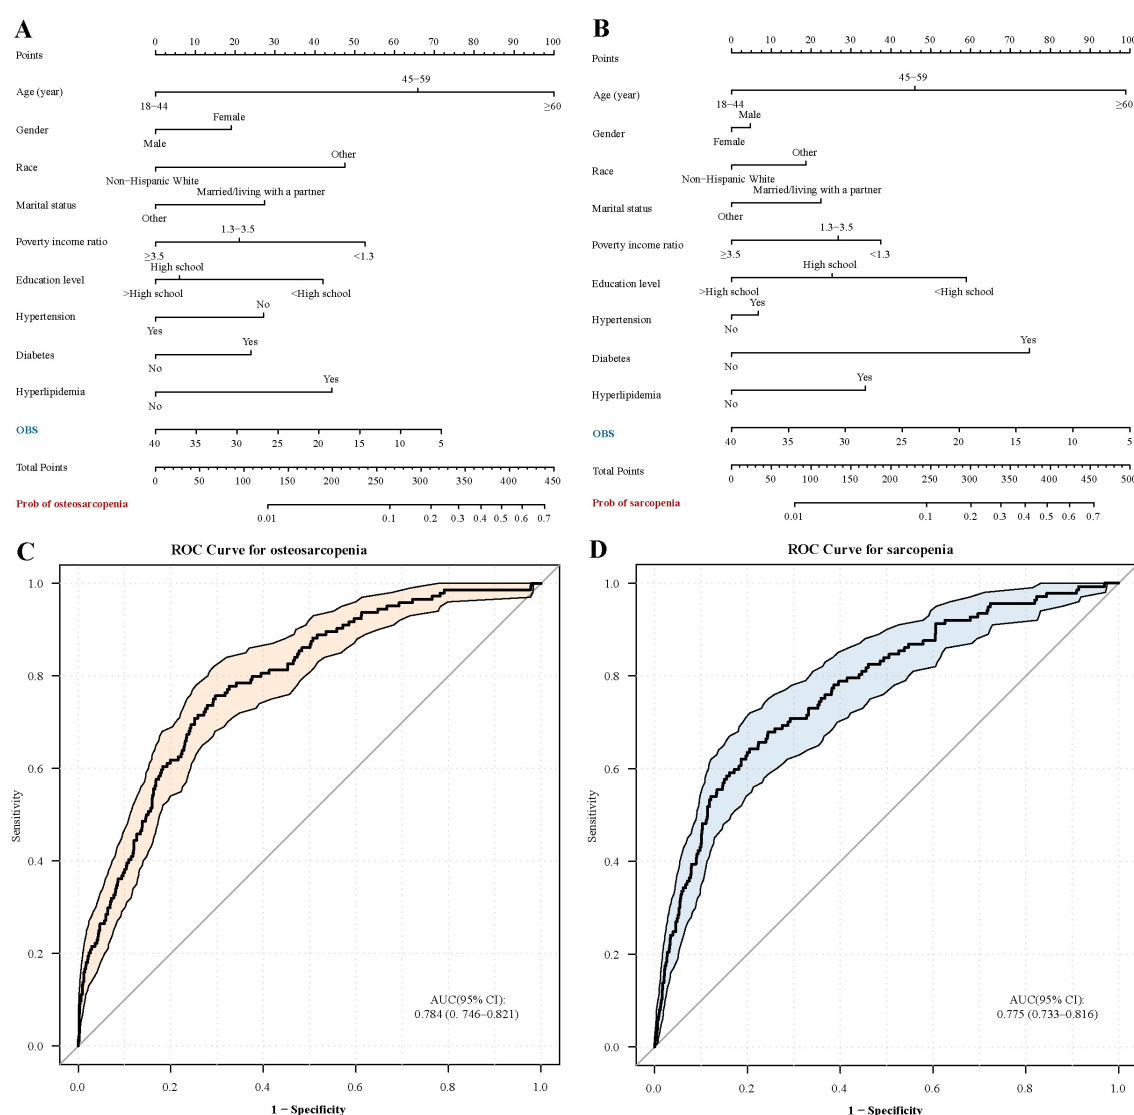 A
0 10 20 30 40 50 60 70 80 90 100
Points
45−59
Age (year)
18−44 ≥60
Female
Gender
Male
Other
Race
Non−Hispanic White
Married/living with a partner
Marital status
Other
1.3−3.5
Poverty income ratio
≥3.5 <1.3
High school
Education level
>High school <High school
No
Hypertension
Yes
Yes
Diabetes
No
Yes
Hyperlipidemia
No
OBS
40 35 30 25 20 15 10 5
Total Points
0 50 100 150 200 250 300 350 400 450
Prob of osteosarcopenia
0.01 0.1 0.2 0.3 0.4 0.5 0.6 0.7
B
0 10 20 30 40 50 60 70 80 90 100
Points
45−59
Age (year)
18−44 ≥60
Male
Gender
Female
Other
Race
Non−Hispanic White
Married/living with a partner
Marital status
Other
1.3−3.5
Poverty income ratio
≥3.5 <1.3
High school
Education level
>High school <High school
Yes
Hypertension
No
Yes
Diabetes
No
Yes
Hyperlipidemia
No
OBS
40 35 30 25 20 15 10 5
Total Points
0 50 100 150 200 250 300 350 400 450 500
Prob of sarcopenia
0.01 0.1 0.2 0.3 0.4 0.5 0.6 0.7
C
ROC Curve for osteosarcopenia
1.0
0.8
0.6
Sensitivity
0.4
0.2
0.0
AUC(95% CI):
0.784 (0. 746−0.821)
0.0 0.2 0.4 0.6 0.8 1.0
1 − Specificity
D
ROC Curve for sarcopenia
1.0
0.8
0.6
Sensitivity
0.4
0.2
0.0
AUC(95% CI):
0.775 (0.733−0.816)
0.0 0.2 0.4 0.6 0.8 1.0
1 − Specificity